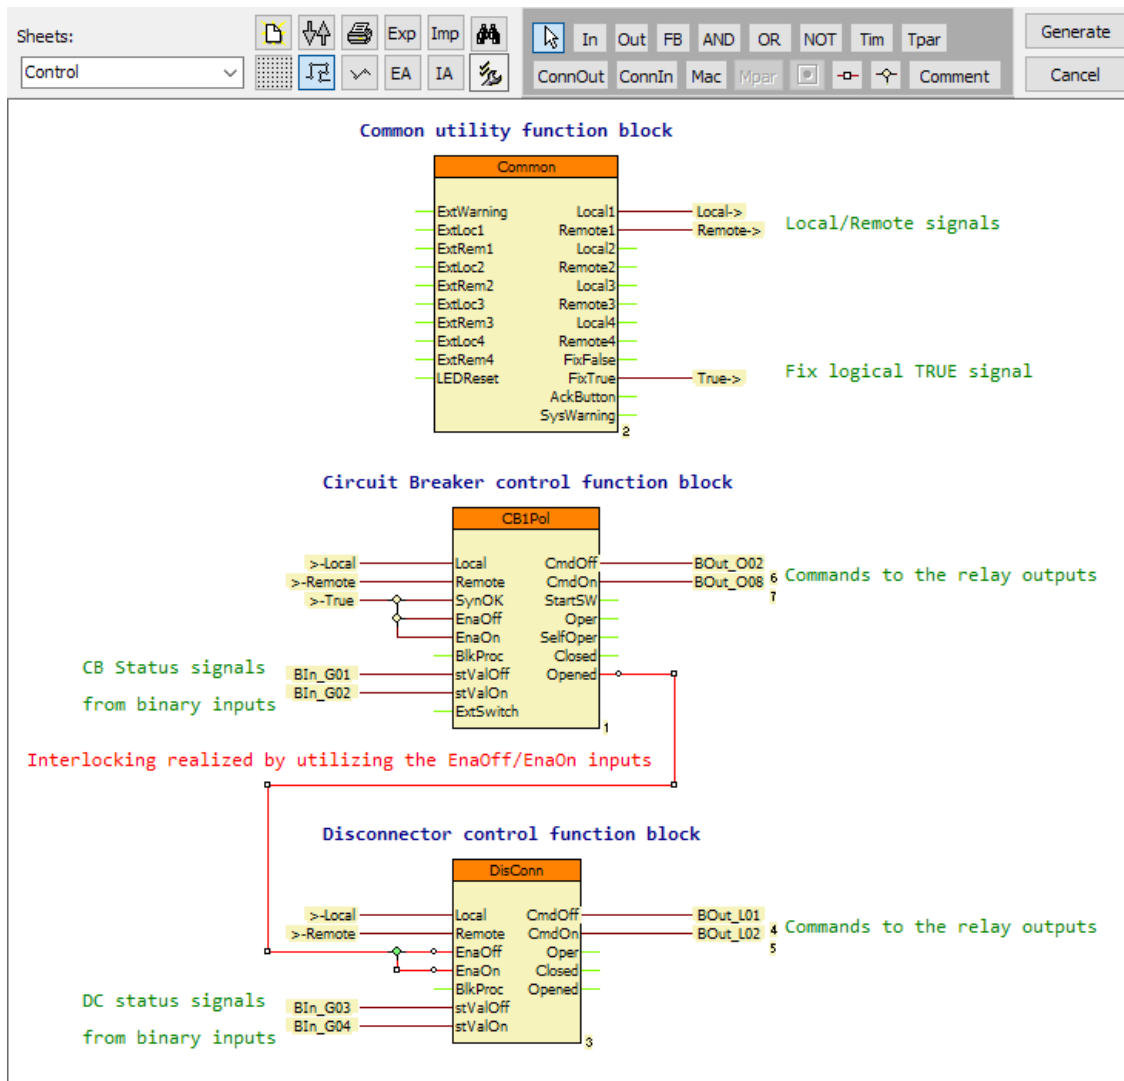 Sheets:
Control
Exp
Imp
EA
IA
In
Out
FB
AND
OR
NOT
Tim
Tpar
ConnOut
ConnIn
Mac
Mpar
Comment
Generate
Cancel
Common utility function block
Common
ExtWarning
Local1
Local->
ExtLoc1
Remote1
Remote->
Local/Remote signals
ExtRem1
Local2
ExtLoc2
Remote2
ExtRem2
Local3
ExtLoc3
Remote3
ExtRem3
Local4
ExtLoc4
Remote4
ExtRem4
FixFalse
LEDReset
FixTrue
True->
Fix logical TRUE signal
AckButton
SysWarning
2
Circuit Breaker control function block
CB1Pol
>-Local
Local
CmdOff
BOut_O02
>-Remote
Remote
CmdOn
BOut_O08
6
7
Commands to the relay outputs
>-True
SynOK
StartSW
EnaOff
Oper
EnaOn
SelfOper
BlkProc
Closed
CB Status signals
from binary inputs
BIn_G01
stValOff
Opened
BIn_G02
stValOn
ExtSwitch
1
Interlocking realized by utilizing the EnaOff/EnaOn inputs
Disconnector control function block
DisConn
>-Local
Local
CmdOff
BOut_L01
>-Remote
Remote
CmdOn
BOut_L02
4
5
Commands to the relay outputs
EnaOff
Oper
EnaOn
Closed
BlkProc
Opened
DC status signals
from binary inputs
BIn_G03
stValOff
BIn_G04
stValOn
3